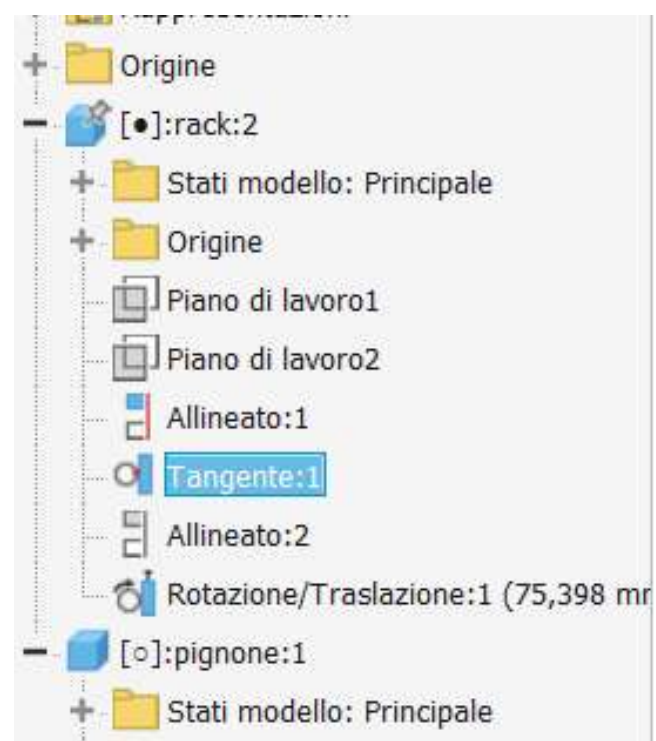 Origine
[●]:rack:2
Stati modello: Principale
Origine
Piano di lavoro1
Piano di lavoro2
Allineato:1
Tangente:1
Allineato:2
Rotazione/Traslazione:1 (75,398 mr
[○]:pignone:1
Stati modello: Principale